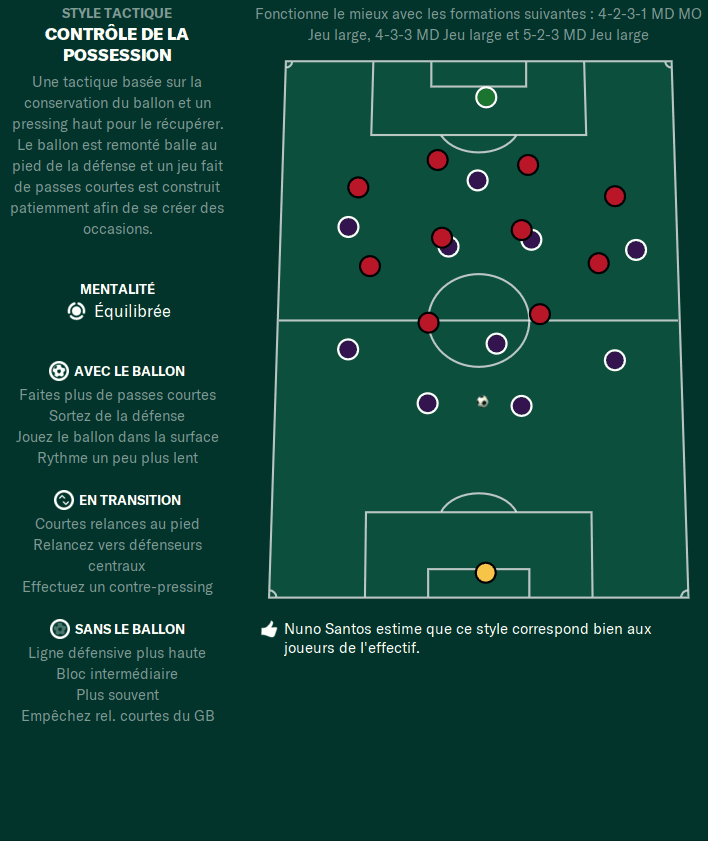 STYLE TACTIQUE
CONTRÔLE DE LA
POSSESSION
Une tactique basée sur la
conservation du ballon et un
pressing haut pour le récupérer.
Le ballon est remonté balle au
pied de la défense et un jeu fait
de passes courtes est construit
patiemment afin de se créer des
occasions.
MENTALITÉ
Équilibrée
AVEC LE BALLON
Faites plus de passes courtes
Sortez de la défense
Jouez le ballon dans la surface
Rythme un peu plus lent
EN TRANSITION
Courtes relances au pied
Relancez vers défenseurs
centraux
Effectuez un contre-pressing
SANS LE BALLON
Ligne défensive plus haute
Bloc intermédiaire
Plus souvent
Empêchez rel. courtes du GB
Fonctionne le mieux avec les formations suivantes : 4-2-3-1 MD MO
Jeu large, 4-3-3 MD Jeu large et 5-2-3 MD Jeu large
Nuno Santos estime que ce style correspond bien aux
joueurs de l'effectif.